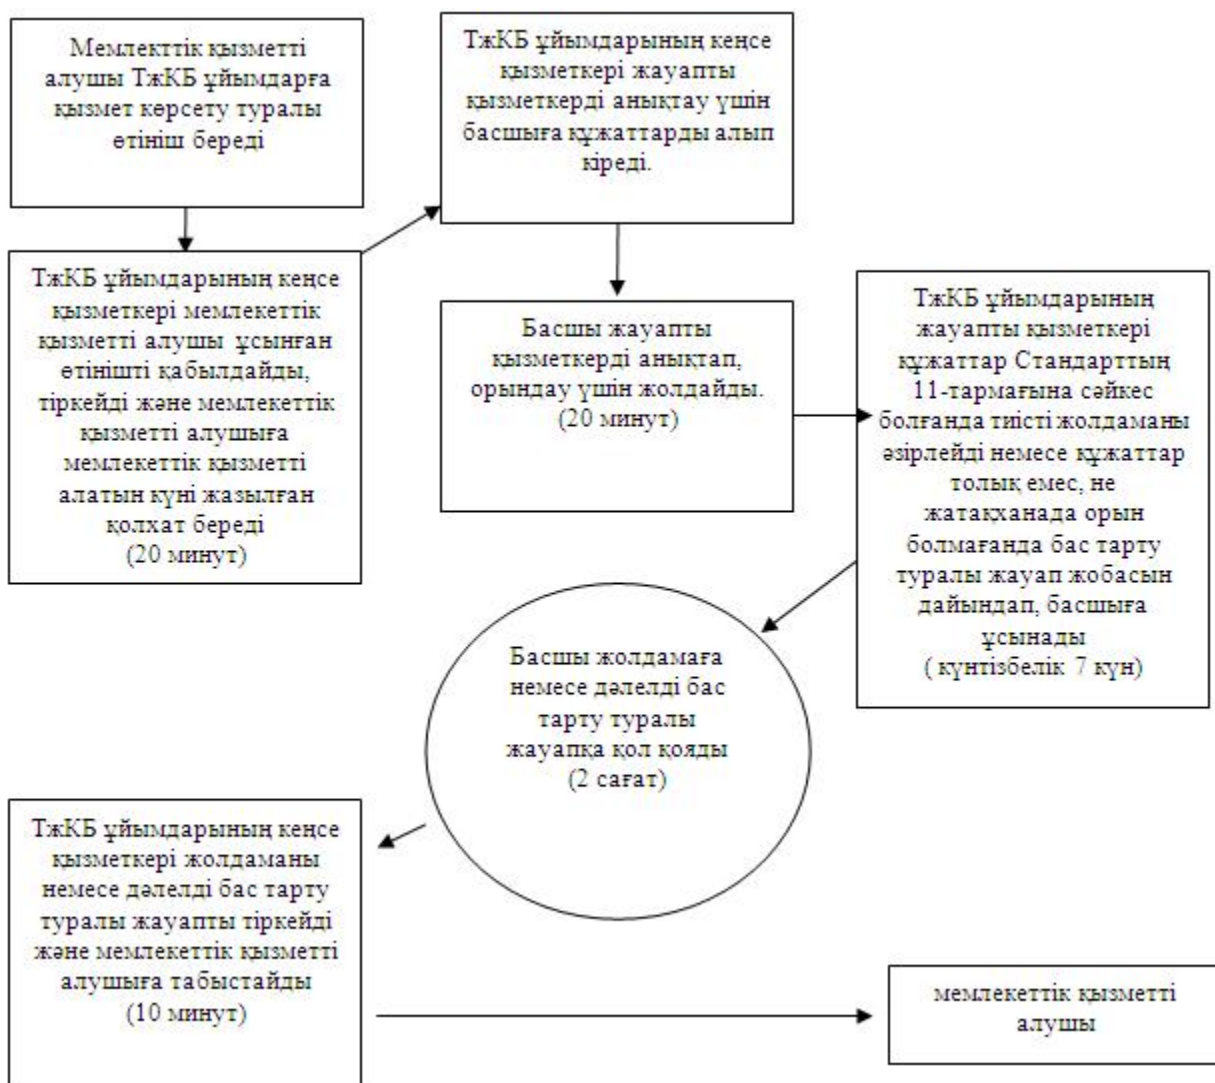 Мемлекттік қызметті
алушы ТжКБ ұйымдарға
қызмет көрсету туралы
өтініш береді
ТжКБ ұйымдарының кеңсе
қызметкері мемлекеттік
қызметті алушы ұсынған
өтінішті қабылдайды,
тіркейді және мемлекеттік
қызметті алушыға
мемлекеттік қызметті
алатын күні жазылған
қолхат береді
(20 минут)
ТжКБ ұйымдарының кеңсе
қызметкері жауапты
қызметкерді анықтау үшін
басшыға құжаттарды алып
кіреді.
Басшы жауапты
қызметкерді анықтап,
орындау үшін жолдайды.
(20 минут)
ТжКБ ұйымдарының
жауапты қызметкері
құжаттар Стандарттың
11-тармағына сәйкес
болғанда тиісті жолдаманы
әзірлейді немесе құжаттар
толық емес, не
жатақханада орын
болмағанда бас тарту
туралы жауап жобасын
дайындап, басшыға
ұсынады
( күнтізбелік 7 күн)
Басшы жолдамаға
немесе дәлелді бас
тарту туралы
жауапқа қол қояды
(2 сағат)
ТжКБ ұйымдарының кеңсе
қызметкері жолдаманы
немесе дәлелді бас тарту
туралы жауапты тіркейді
және мемлекеттік қызметті
алушыға табыстайды
(10 минут)
мемлекеттік қызметті
алушы